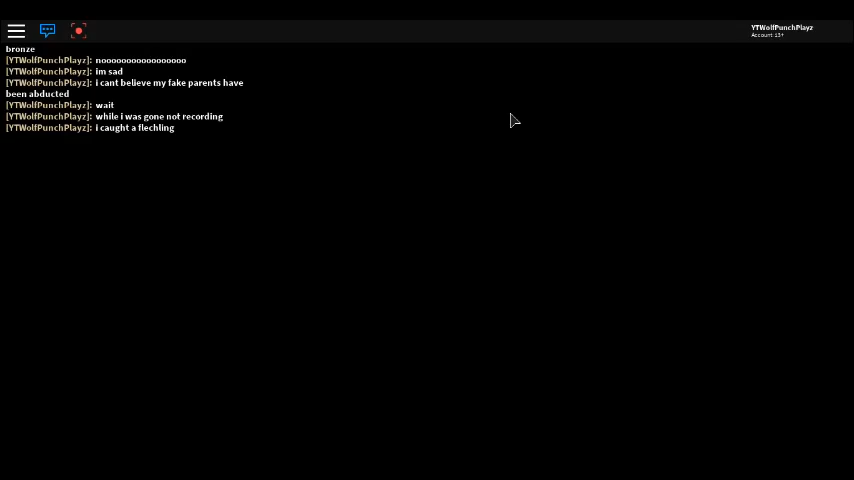 YTWolfPunchPlayz
Account: 13+
bronze
[YTWolfPunchPlayz]: nooooooooooooooooo
[YTWolfPunchPlayz]: im sad
[YTWolfPunchPlayz]: i cant believe my fake parents have
been abducted
[YTWolfPunchPlayz]: wait
[YTWolfPunchPlayz]: while i was gone not recording
[YTWolfPunchPlayz]: i caught a flechling